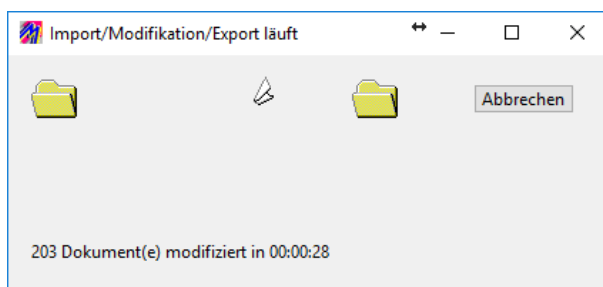 Import/Modifikation/Export läuft
Abbrechen
203 Dokument(e) modifiziert in 00:00:28